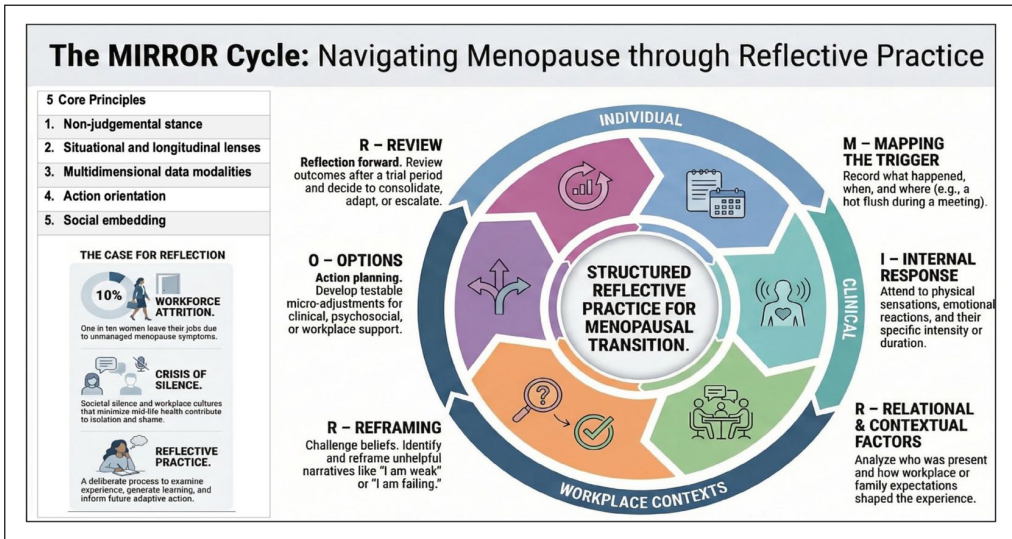 The MIRROR Cycle: Navigating Menopause through Reflective Practice
5 Core Principles
1. Non-judgemental stance
2. Situational and longitudinal lenses
3. Multidimensional data modalities
4. Action orientation
5. Social embedding
THE CASE FOR REFLECTION
10%
WORKFORCE
ATTRITION.
One in ten women leave their jobs due
to unmanaged menopause symptoms.
CRISIS OF
SILENCE.
Societal silence and workplace cultures
that minimize mid-life health contribute
to isolation and shame.
REFLECTIVE
PRACTICE.
A deliberate process to examine
experience, generate learning, and
inform future adaptive action.
R – REVIEW
Reflection forward. Review
outcomes after a trial period
and decide to consolidate,
adapt, or escalate.
O – OPTIONS
Action planning.
Develop testable
micro-adjustments for
clinical, psychosocial,
or workplace support.
R – REFRAMING
Challenge beliefs. Identify
and reframe unhelpful
narratives like “I am weak”
or “I am failing.”
INDIVIDUAL
CLINICAL
WORKPLACE CONTEXTS
STRUCTURED
REFLECTIVE
PRACTICE FOR
MENOPAUSAL
TRANSITION.
?
M – MAPPING
THE TRIGGER
Record what happened,
when, and where (e.g., a
hot flush during a meeting).
I – INTERNAL
RESPONSE
Attend to physical
sensations, emotional
reactions, and their
specific intensity or
duration.
R – RELATIONAL
& CONTEXTUAL
FACTORS
Analyze who was present
and how workplace or
family expectations
shaped the experience.